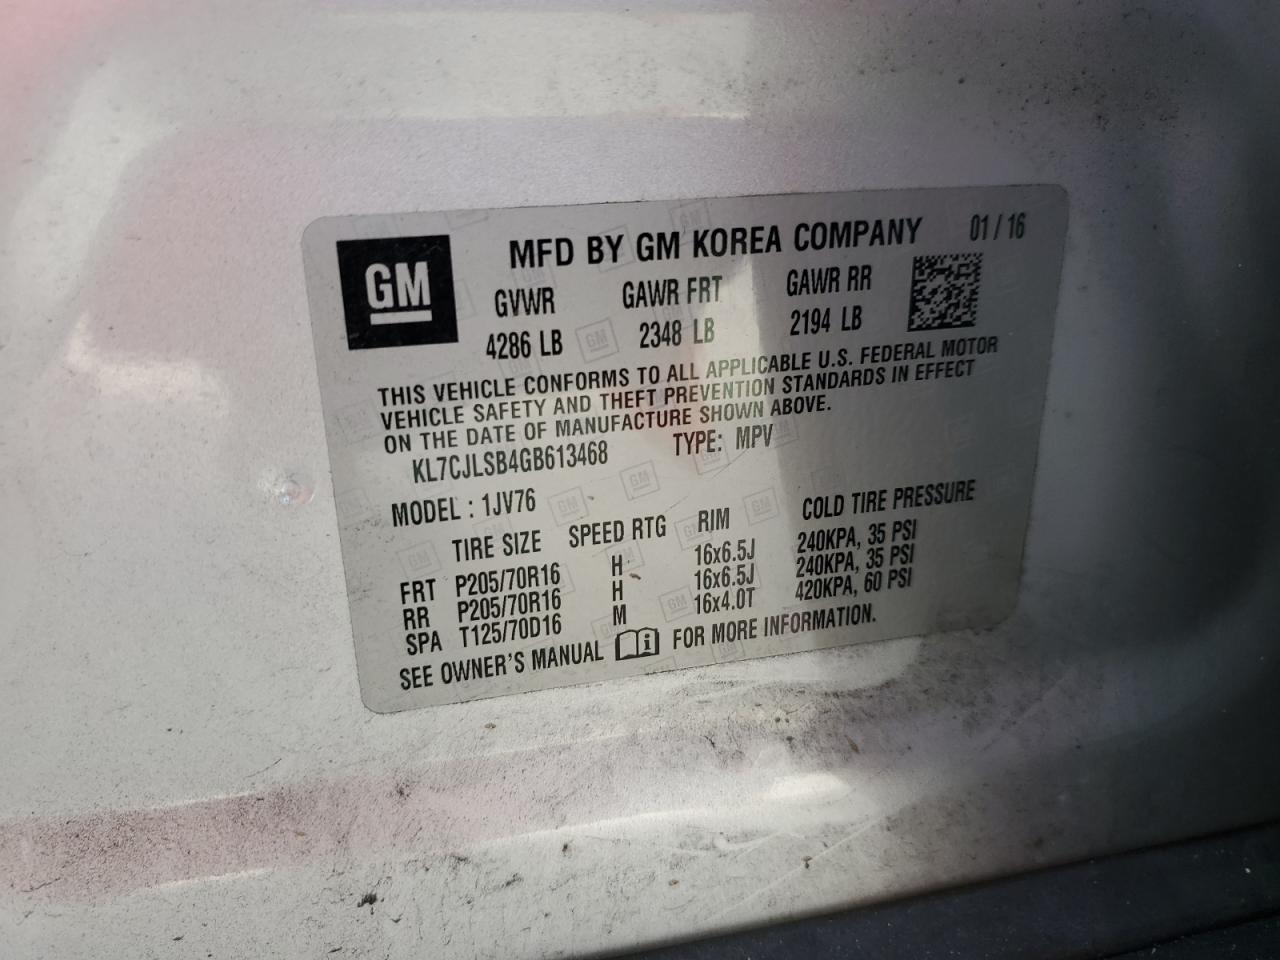 GM
MFD BY GM KOREA COMPANY 01 / 16
GVWR GAWR FRT GAWR RR
4286 LB 2348 LB 2194 LB
THIS VEHICLE CONFORMS TO ALL APPLICABLE U.S. FEDERAL MOTOR
VEHICLE SAFETY AND THEFT PREVENTION STANDARDS IN EFFECT
ON THE DATE OF MANUFACTURE SHOWN ABOVE.
KL7CJLSB4GB613468 TYPE: MPV
MODEL : 1JV76
TIRE SIZE SPEED RTG RIM COLD TIRE PRESSURE
FRT P205/70R16 H 16x6.5J 240KPA, 35 PSI
RR P205/70R16 H 16x6.5J 240KPA, 35 PSI
SPA T125/70D16 M 16x4.0T 420KPA, 60 PSI
SEE OWNER'S MANUAL FOR MORE INFORMATION.